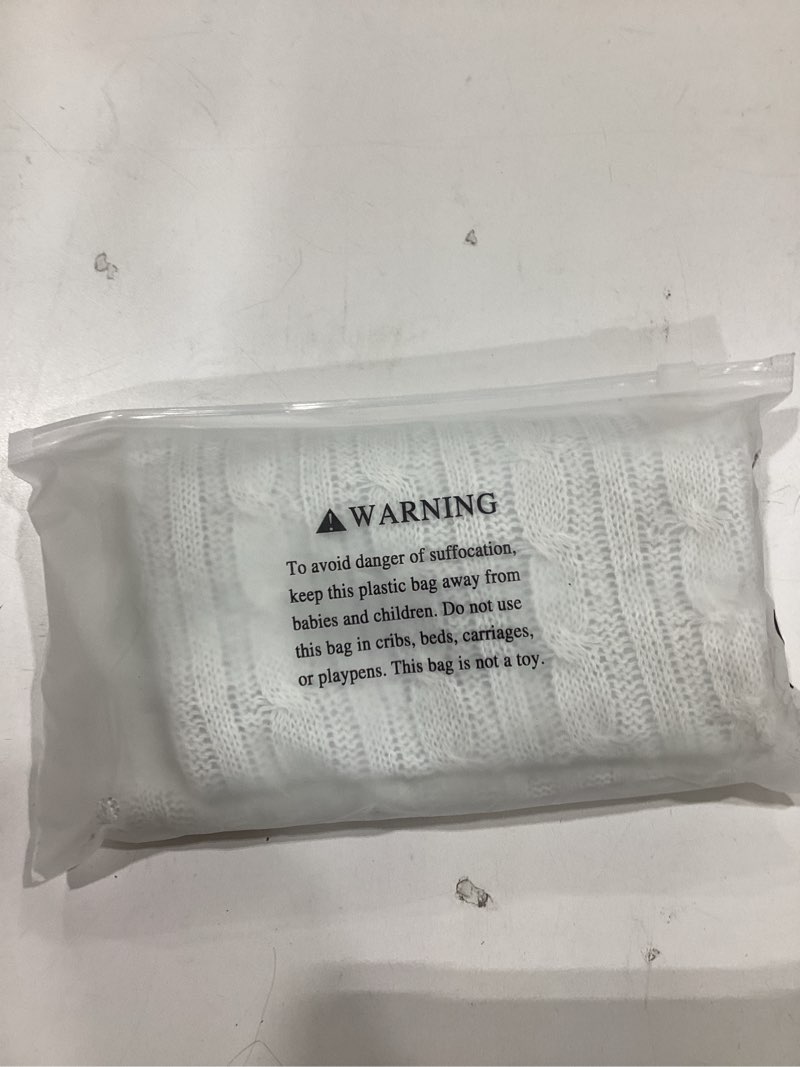 ⚠WARNING
To avoid danger of suffocation,
keep this plastic bag away from
babies and children. Do not use
this bag in cribs, beds, carriages,
or playpens. This bag is not a toy.